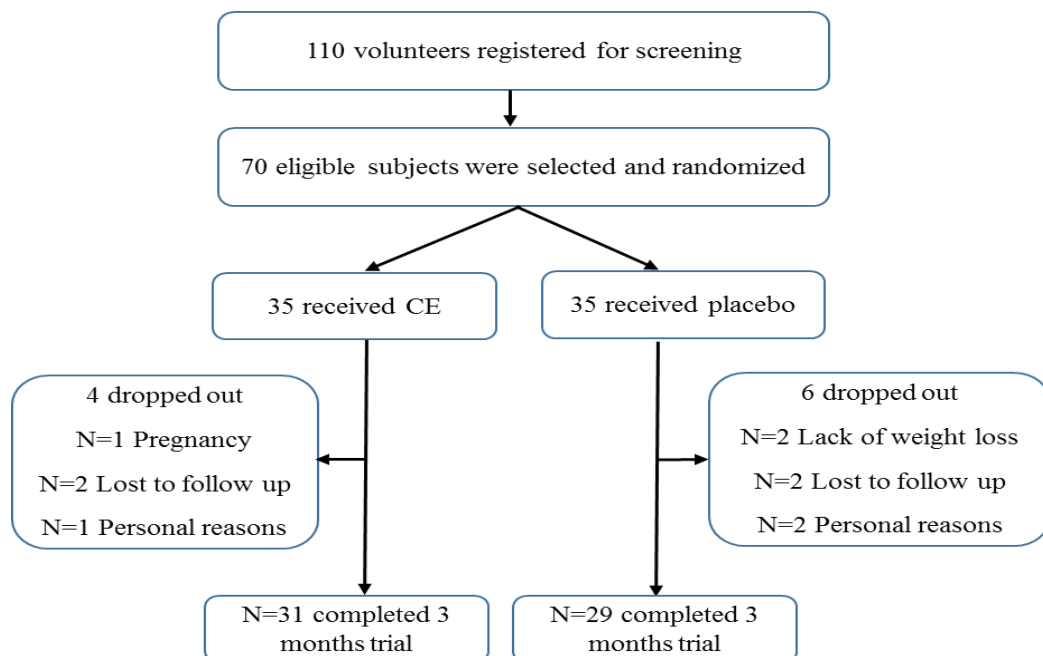 110 volunteers registered for screening
70 eligible subjects were selected and randomized
35 received CE
35 received placebo
4 dropped out
N=1 Pregnancy
N=2 Lost to follow up
N=1 Personal reasons
6 dropped out
N=2 Lack of weight loss
N=2 Lost to follow up
N=2 Personal reasons
N=31 completed 3
months trial
N=29 completed 3
months trial